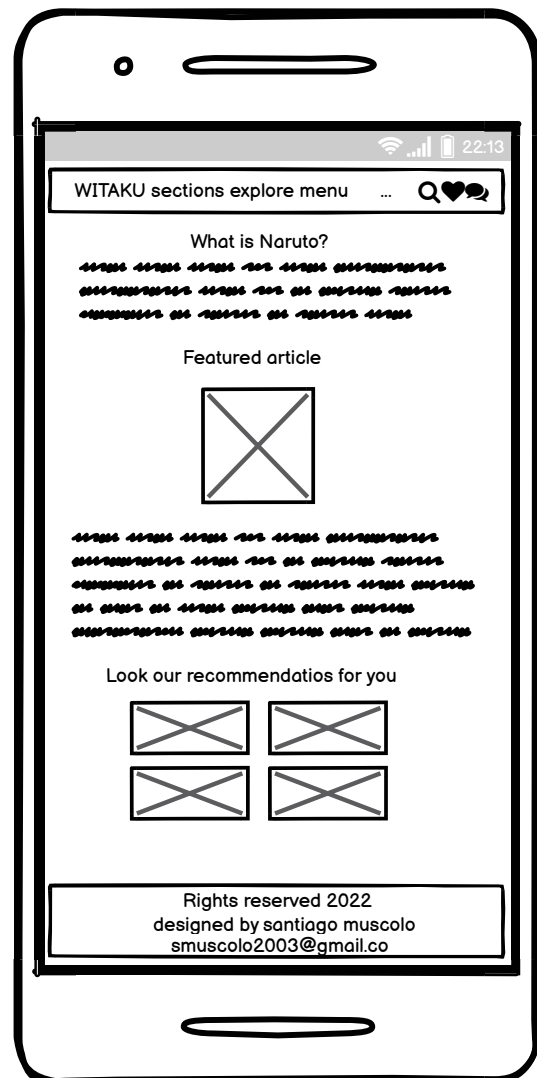 22:13
WITAKU sections explore menu ...
What is Naruto?
Featured article
Look our recommendatios for you
Rights reserved 2022
designed by santiago muscolo
smuscolo2003@gmail.co